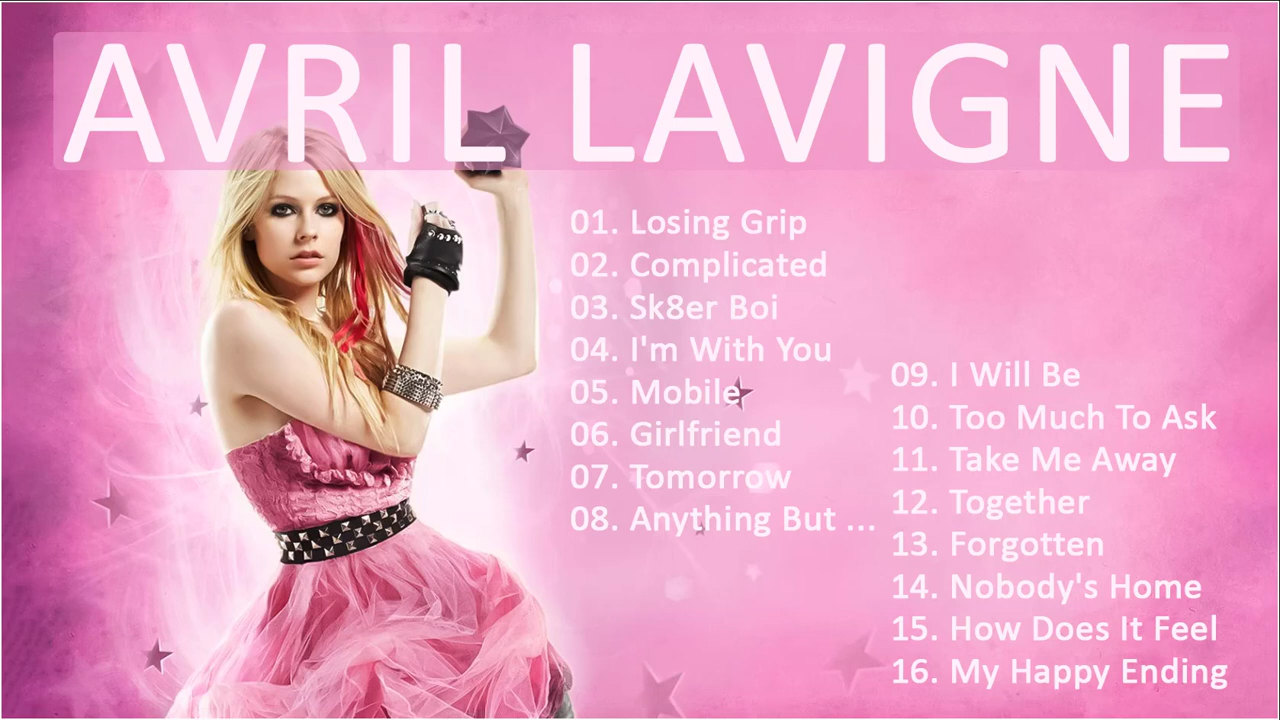 AVRIL LAVIGNE
01. Losing Grip
02. Complicated
03. Sk8er Boi
04. I'm With You
05. Mobile
06. Girlfriend
07. Tomorrow
08. Anything But ...
09. I Will Be
10. Too Much To Ask
11. Take Me Away
12. Together
13. Forgotten
14. Nobody's Home
15. How Does It Feel
16. My Happy Ending